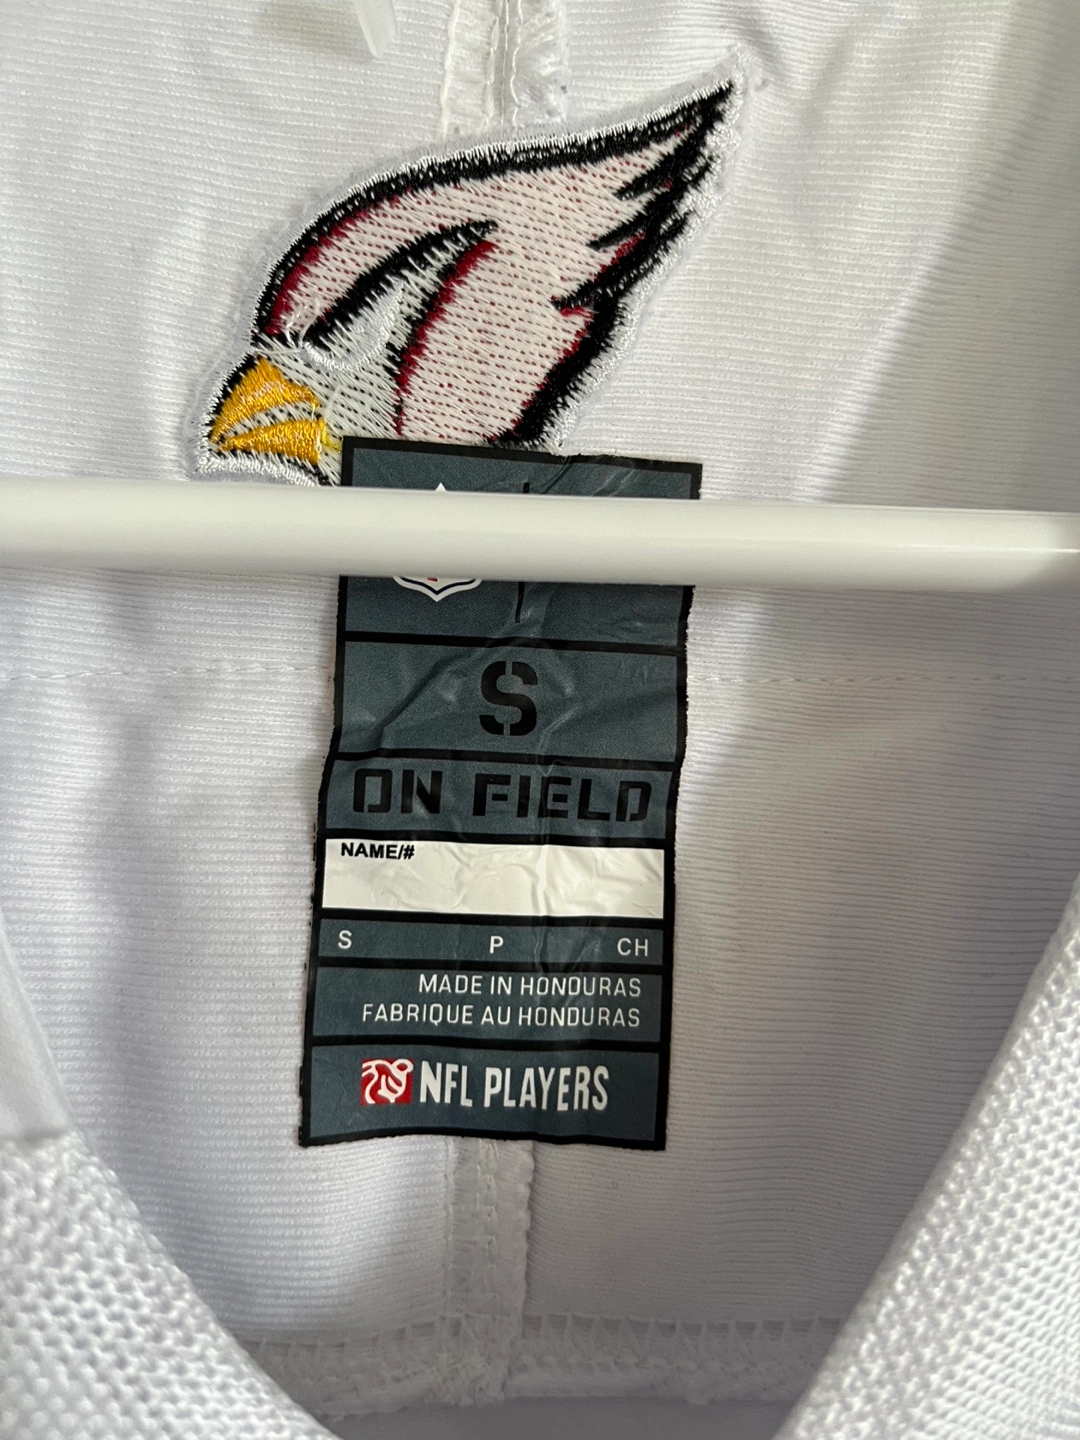 S
ON FIELD
NAME/#
S P CH
MADE IN HONDURAS
FABRIQUE AU HONDURAS
NFL PLAYERS